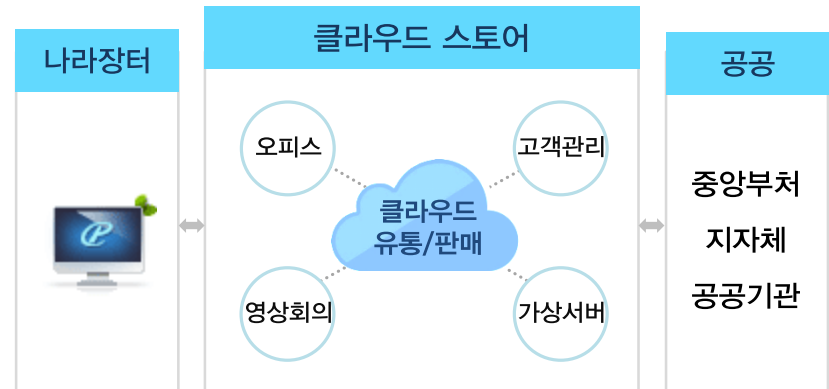 나라장터
클라우드 스토어
공공
오피스
고객관리
클라우드
유통/판매
영상회의
가상서버
중앙부처
지자체
공공기관